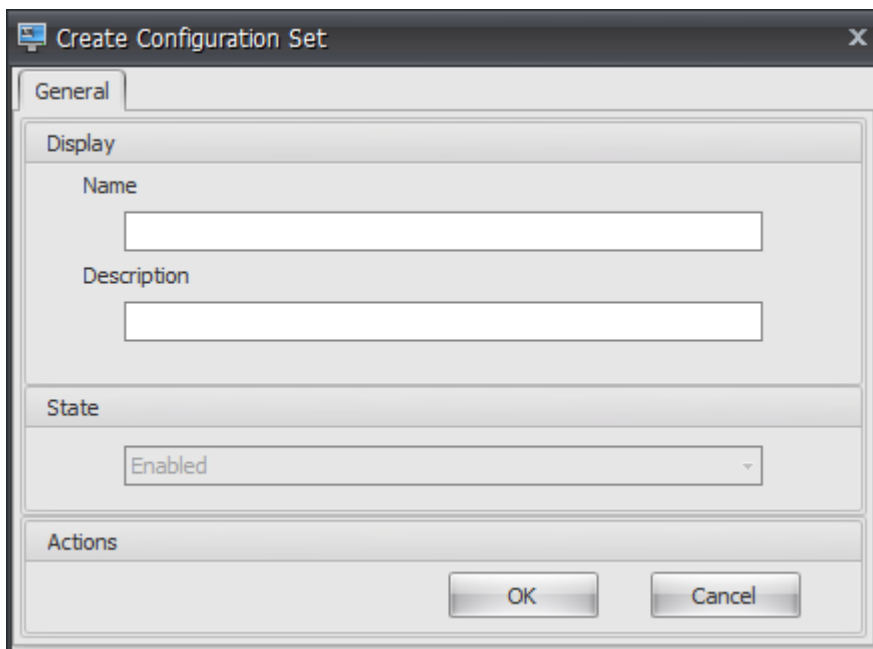 Create Configuration Set
General
Display
Name
Description
State
Enabled
Actions
OK Cancel